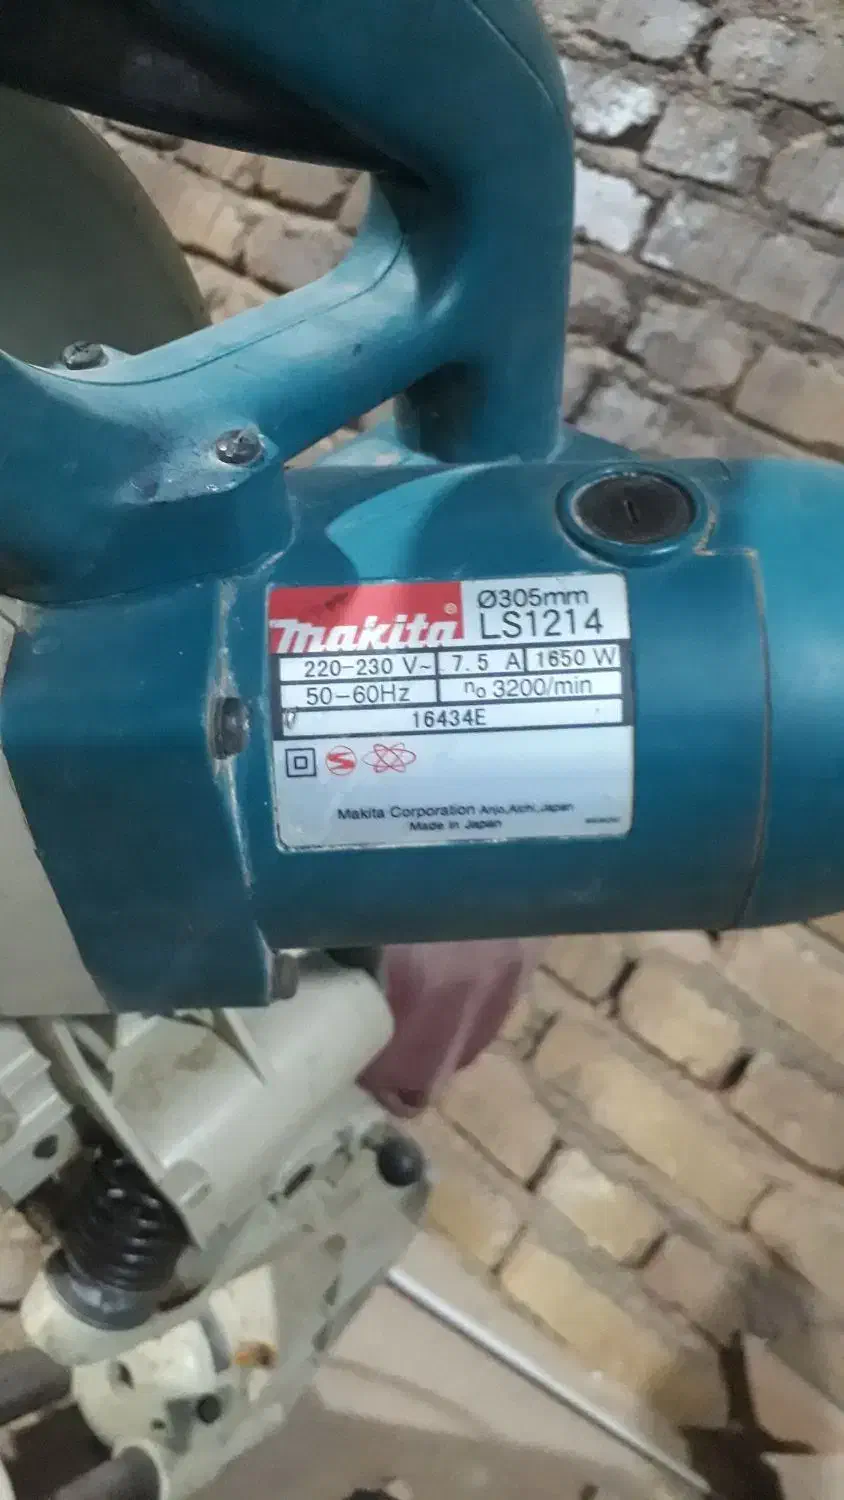 makita®
Ø305mm
LS1214
220-230 V~ 7.5 A 1650 W
50-60Hz n₀ 3200/min
16434E
Makita Corporation Anjo, Aichi, Japan
Made in Japan